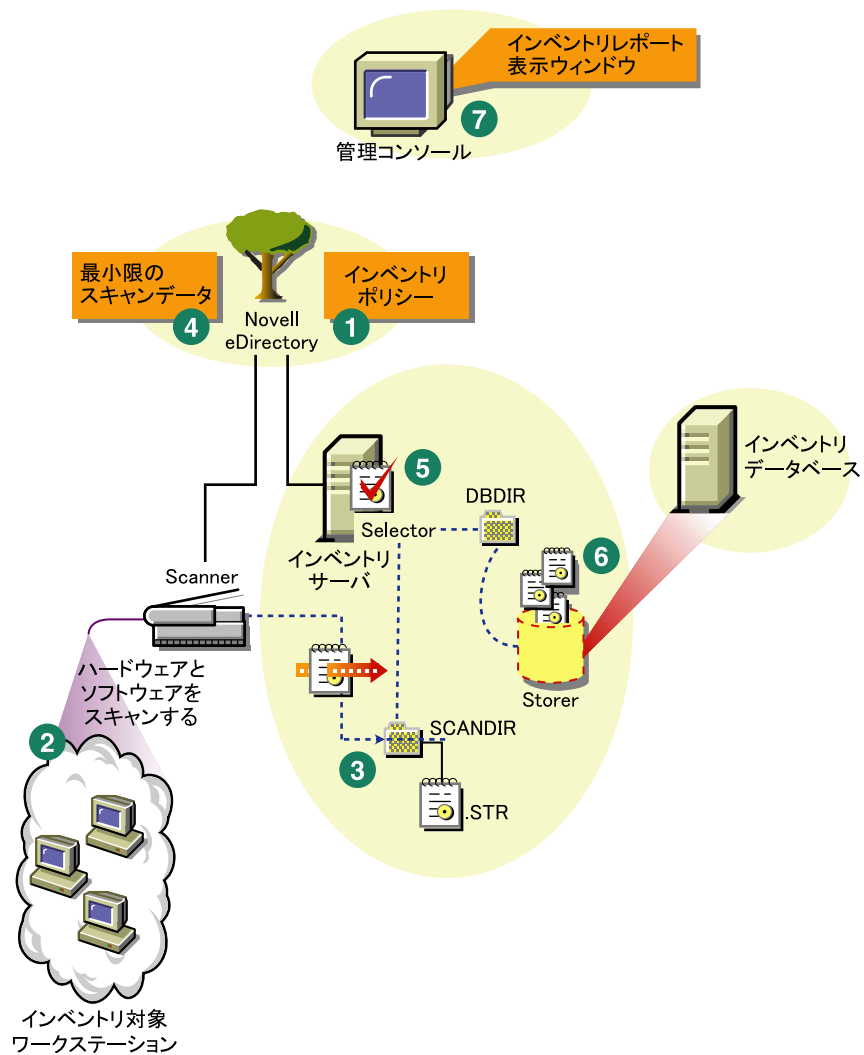 インベントリレポート
表示ウィンドウ
7
管理コンソール
最小限の
スキャンデータ
4
インベントリ
ポリシー
1
Novell
eDirectory
5
インベントリ
データベース
DBDIR
Selector
インベントリ
サーバ
6
Scanner
ハードウェアと
ソフトウェアを
スキャンする
Storer
2
SCANDIR
3
.STR
インベントリ対象
ワークステーション